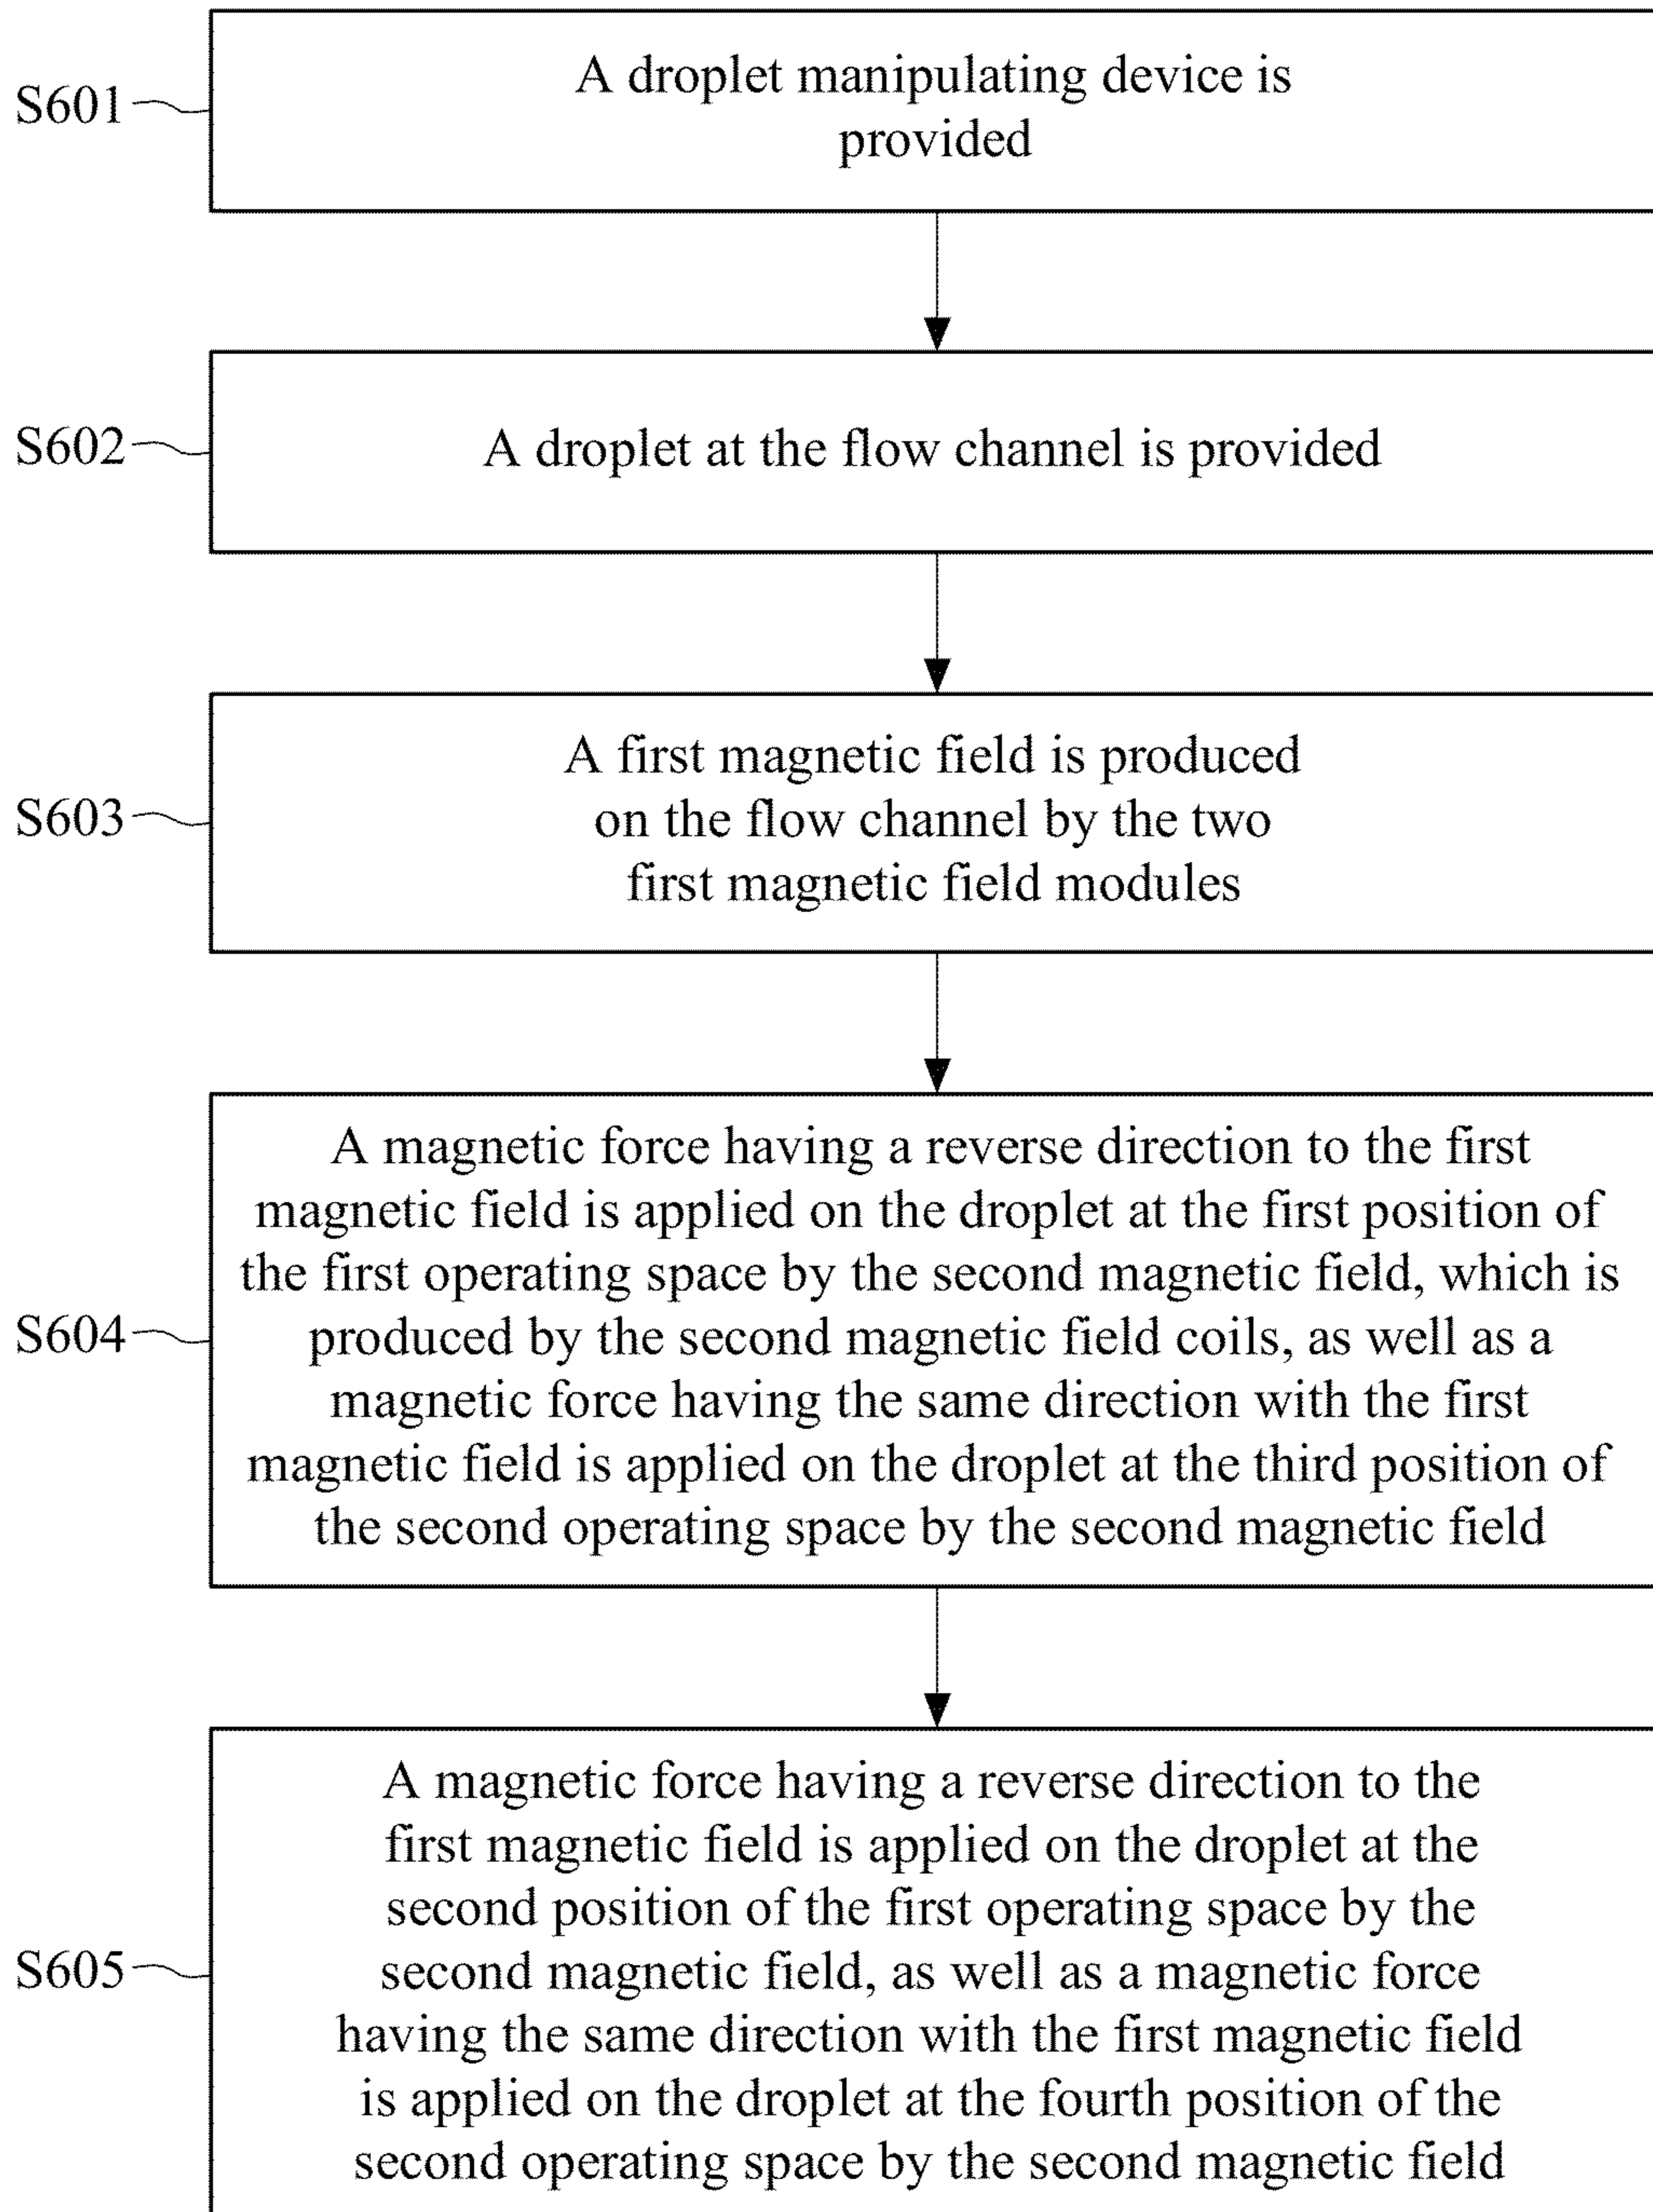 S601
A droplet manipulating device is
provided
S602
A droplet at the flow channel is provided
S603
A first magnetic field is produced
on the flow channel by the two
first magnetic field modules
S604
A magnetic force having a reverse direction to the first
magnetic field is applied on the droplet at the first position of
the first operating space by the second magnetic field, which is
produced by the second magnetic field coils, as well as a
magnetic force having the same direction with the first
magnetic field is applied on the droplet at the third position of
the second operating space by the second magnetic field
S605
A magnetic force having a reverse direction to the
first magnetic field is applied on the droplet at the
second position of the first operating space by the
second magnetic field, as well as a magnetic force
having the same direction with the first magnetic field
is applied on the droplet at the fourth position of the
second operating space by the second magnetic field